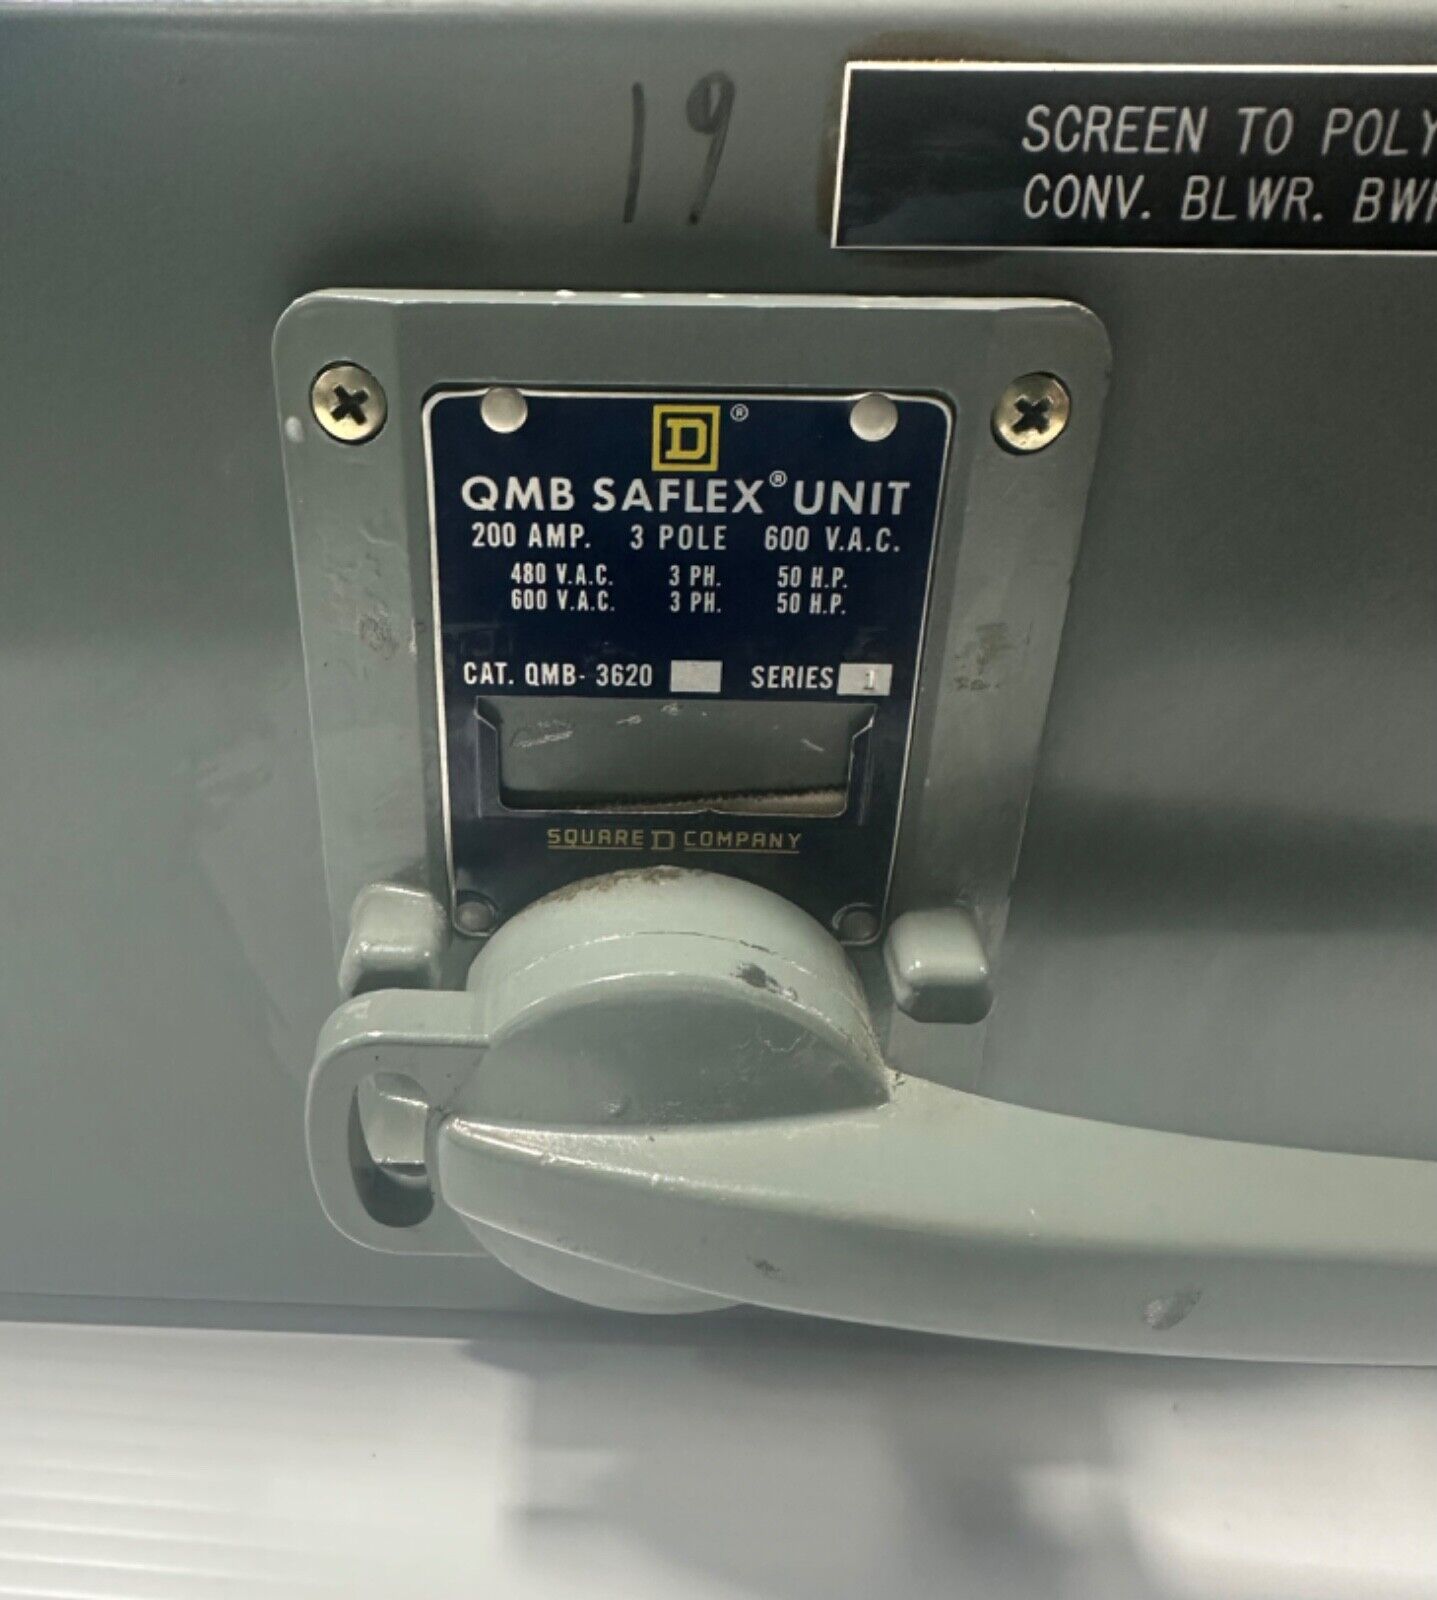 19
SCREEN TO POLY
CONV. BLWR. BW
D ®
QMB SAFLEX® UNIT
200 AMP. 3 POLE 600 V.A.C.
480 V.A.C. 3 PH. 50 H.P.
600 V.A.C. 3 PH. 50 H.P.
CAT. QMB- 3620 SERIES 1
SQUARE D COMPANY